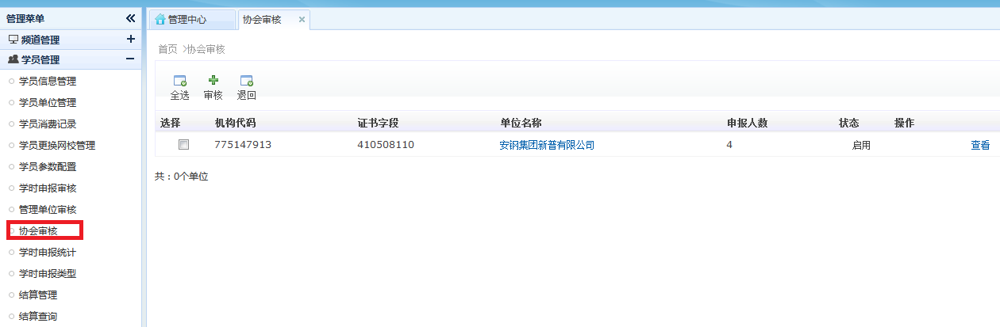 管理菜单
频道管理
学员管理
学员信息管理
学员单位管理
学员消费记录
学员更换网校管理
学员参数配置
学时申报审核
管理单位审核
协会审核
学时申报统计
学时申报类型
结算管理
结算查询
管理中心 协会审核
首页 协会审核
全选 审核 退回
选择 机构代码 证书字段 单位名称 申报人数 状态 操作
775147913 410508110 安钢集团新普有限公司 4 启用 查看
共：0个单位